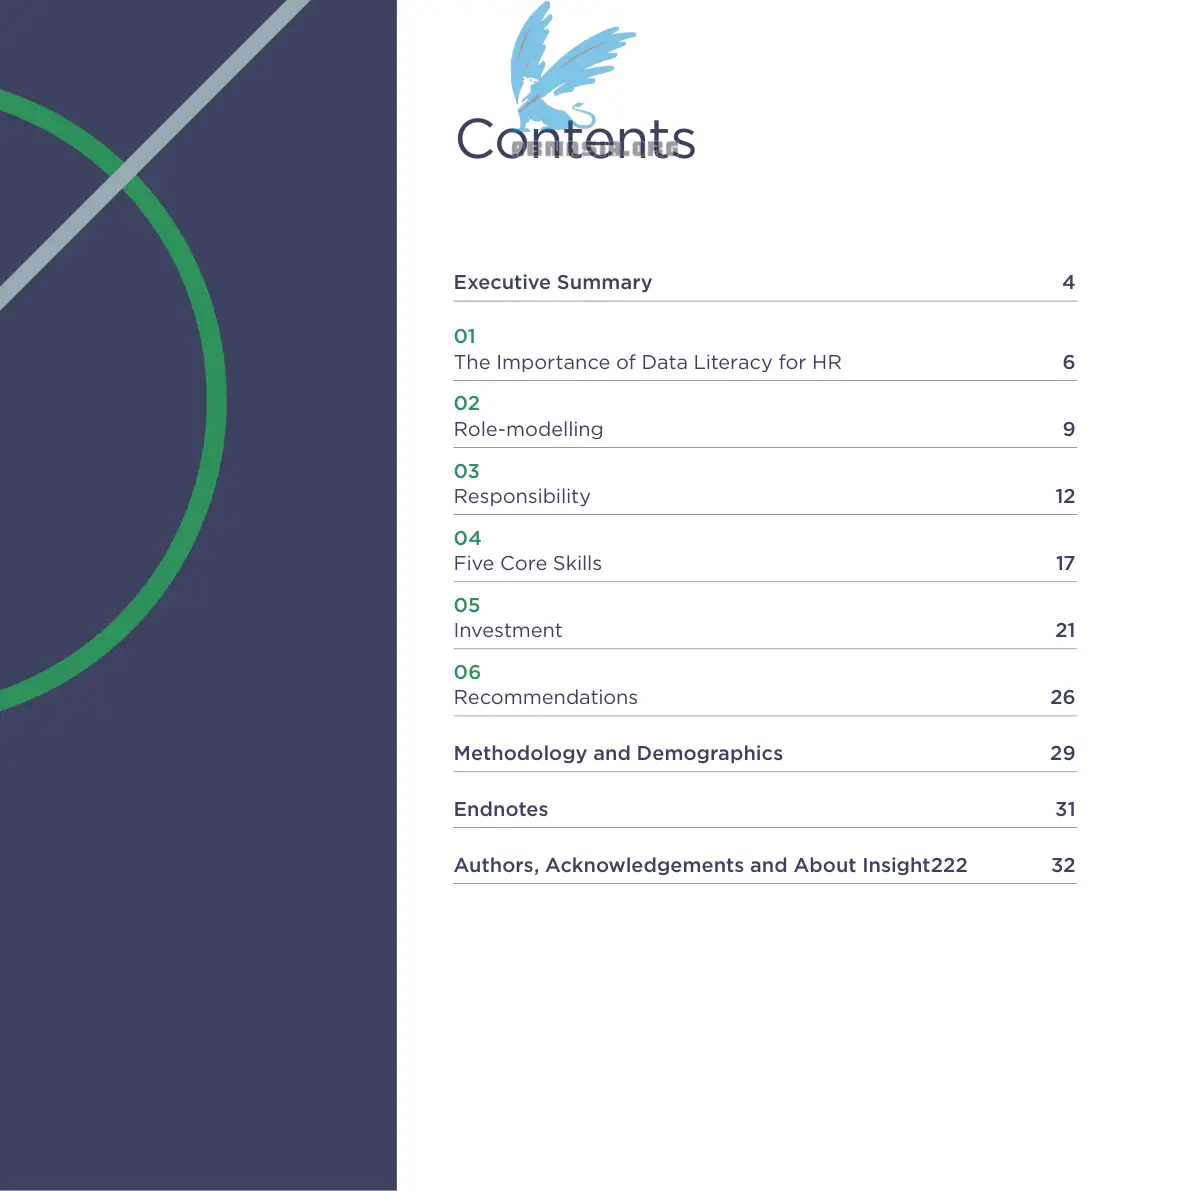 Contents
Executive Summary 4
01
The Importance of Data Literacy for HR 6
02
Role-modelling 9
03
Responsibility 12
04
Five Core Skills 17
05
Investment 21
06
Recommendations 26
Methodology and Demographics 29
Endnotes 31
Authors, Acknowledgements and About Insight222 32